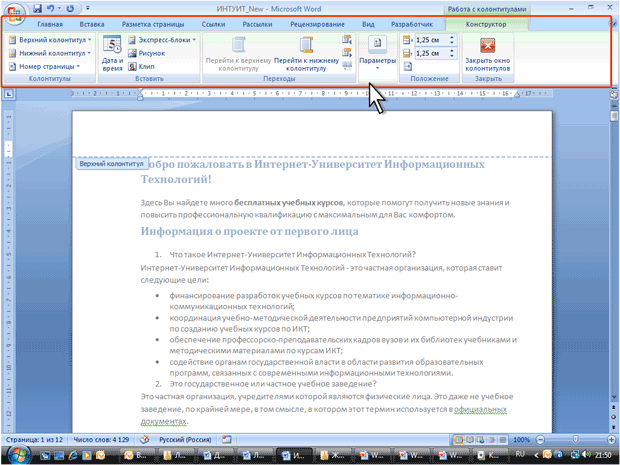 ИНТУИТ_New - Microsoft Word
Работа с колонтитулами
Главная Вставка Разметка страницы Ссылки Рассылки Рецензирование Вид Разработчик Конструктор
Верхний колонтитул
Нижний колонтитул
Номер страницы
Колонтитулы
Дата и время
Экспресс-блоки
Рисунок
Клип
Вставить
Перейти к верхнему колонтитулу
Перейти к нижнему колонтитулу
Переходы
Параметры
1,25 см
1,25 см
Положение
Закрыть окно колонтитулов
Закрыть
Верхний колонтитул
обро пожаловать в Интернет-Университет Информационных
Технологий!
Здесь Вы найдете много бесплатных учебных курсов, которые помогут получить новые знания и
повысить профессиональную квалификацию с максимальным для Вас комфортом.
Информация о проекте от первого лица
1. Что такое Интернет-Университет Информационных Технологий?
Интернет-Университет Информационных Технологий - это частная организация, которая ставит
следующие цели:
• финансирование разработок учебных курсов по тематике информационно-
коммуникационных технологий;
• координация учебно-методической деятельности предприятий компьютерной индустрии
по созданию учебных курсов по ИКТ;
• обеспечение профессорско-преподавательских кадров вузов и их библиотек учебниками и
методическими материалами по курсам ИКТ;
• содействие органам государственной власти в области развития образовательных
программ, связанных с современными информационными технологиями.
2. Это государственное или частное учебное заведение?
Это частная организация, учредителями которой являются физические лица. Это даже не учебное
заведение, по крайней мере, в том смысле, в котором этот термин используется в официальных
документах.
Страница: 1 из 12 Число слов: 4 129 Русский (Россия) 100%
RU 21:50